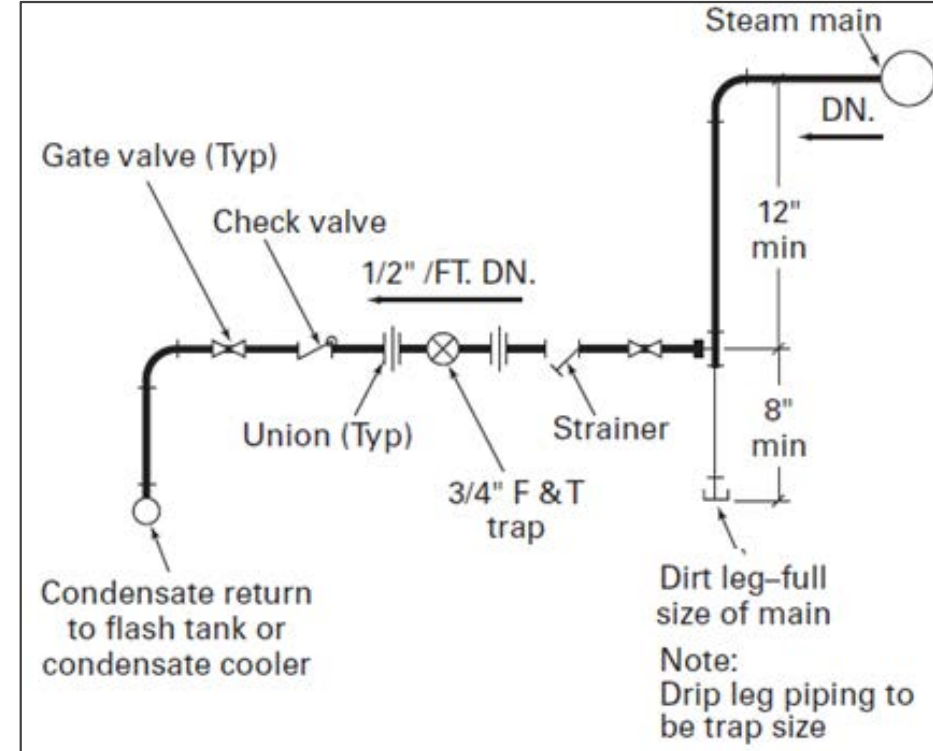 Steam main
DN.
Gate valve (Typ)
Check valve
12"
min
1/2" /FT. DN.
Union (Typ)
Strainer
8"
min
3/4" F & T
trap
Condensate return
to flash tank or
condensate cooler
Dirt leg–full
size of main
Note:
Drip leg piping to
be trap size